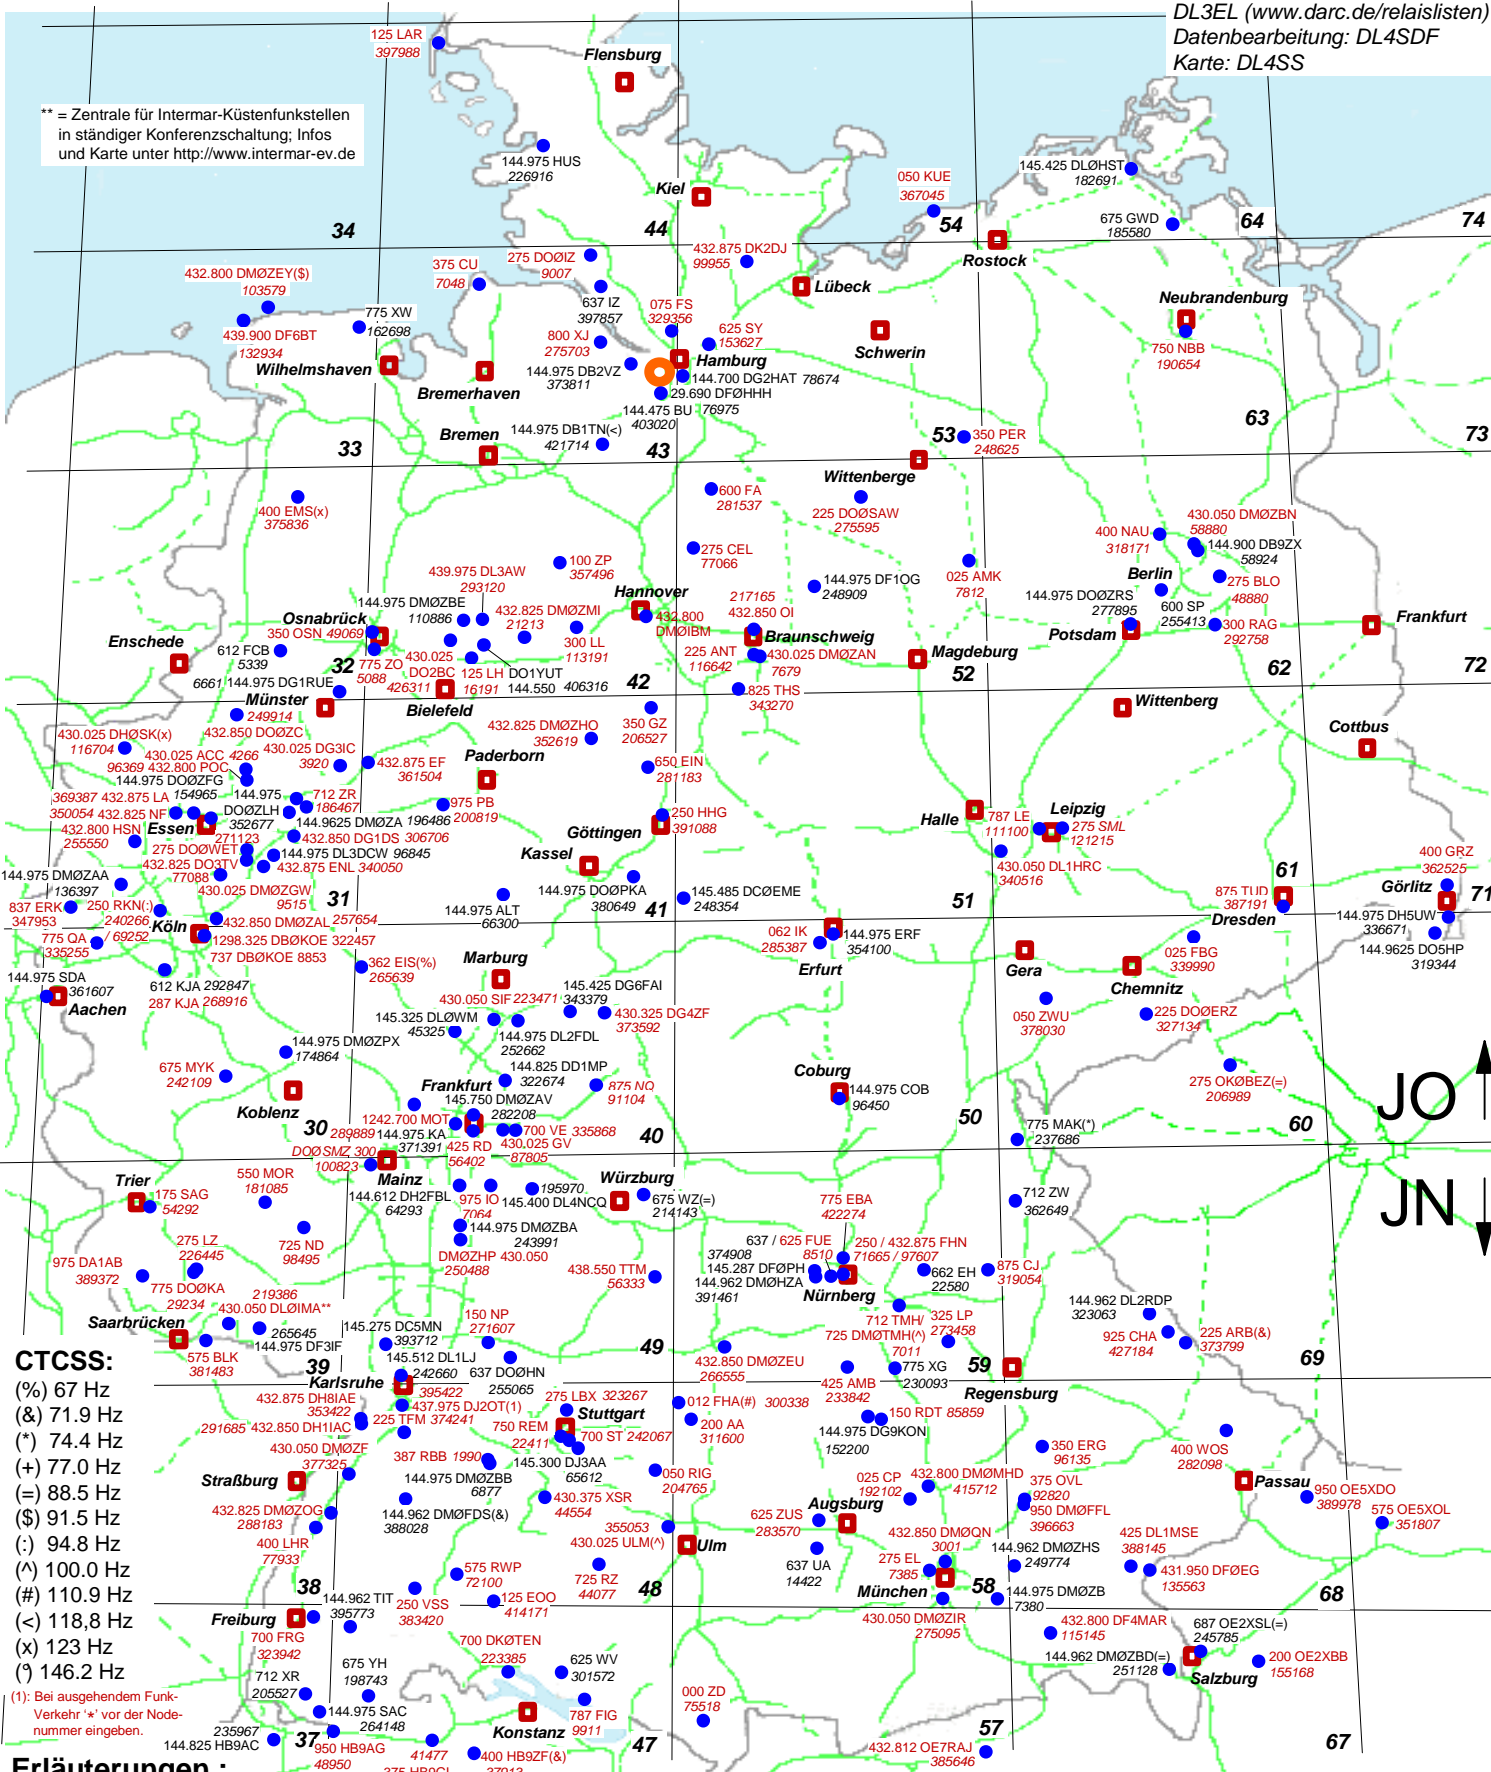 DL3EL (www.darc.de/relaislisten)
Datenbearbeitung: DL4SDF
Karte: DL4SS
125 LAR
397988
Flensburg
** = Zentrale für Intermar-Küstenfunkstellen
in ständiger Konferenzschaltung; Infos
und Karte unter http://www.intermar-ev.de
144.975 HUS
226916
Kiel
050 KUE
367045
145.425 DLØHST
182691
675 GWD
185580
34
44
54
64
74
432.800 DMØZEY($)
103579
375 CU
7048
275 DOØIZ
9007
432.875 DK2DJ
99955
Rostock
Lübeck
637 IZ
397857
075 FS
329356
Neubrandenburg
439.900 DF6BT
132934
775 XW
162698
800 XJ
275703
625 SY
153627
Schwerin
750 NBB
190654
Wilhelmshaven
Bremerhaven
144.975 DB2VZ
373811
Hamburg
144.700 DG2HAT 78674
29.690 DFØHHH
144.475 BU 76975
403020
Bremen
144.975 DB1TN(<)
421714
33
43
53
63
73
350 PER
248625
Wittenberge
400 EMS(x)
375836
600 FA
281537
225 DOØSAW
275595
400 NAU
318171
430.050 DMØZBN
58880
144.900 DB9ZX
58924
100 ZP
357496
275 CEL
77066
025 AMK
7812
Berlin
275 BLO
48880
439.975 DL3AW
293120
144.975 DMØZBE
110886
432.825 DMØZMI
21213
Hannover
432.800
DMØIBM
217165
432.850 OI
144.975 DF1OG
248909
144.975 DOØZRS
277895
600 SP
255413
300 RAG
292758
Frankfurt
Osnabrück
350 OSN 49069
Enschede
612 FCB
5339
300 LL
113191
Braunschweig
225 ANT
116642
430.025 DMØZAN
7679
Magdeburg
Potsdam
32
42
52
62
72
775 ZO
5088
430.025
DO2BC
426311
125 LH
16191
DO1YUT
144.550 406316
825 THS
343270
6661 144.975 DG1RUE
Münster
249914
432.850 DOØZC
Bielefeld
432.825 DMØZHO
352619
350 GZ
206527
Wittenberg
Cottbus
430.025 DHØSK(x)
116704
96369
430.025 ACC 4266
432.800 POC
430.025 DG3IC
3920
432.875 EF
361504
Paderborn
650 EIN
281183
144.975 DOØZFG
154965
369387 432.875 LA
350054 432.825 NF
144.975
DOØZLH
352677
712 ZR
186467
975 PB
200819
144.9625 DMØZA 196486
250 HHG
391088
Halle
787 LE
111100
Leipzig
275 SML
121215
432.800 HSN
255550
Essen
271123
432.850 DG1DS 306706
Göttingen
275 DOØWET
144.975 DL3DCW 96845
432.825 DO3TV
77088
432.875 ENL 340050
Kassel
430.050 DL1HRC
340516
400 GRZ
362525
144.975 DMØZAA
136397
430.025 DMØZGW
9515
31
41
51
61
71
144.975 DOØPKA
380649
145.485 DCØEME
248354
875 TUD
387191
Görlitz
837 ERK
347953
250 RKN(:)
240266
/ 69252
Köln
432.850 DMØZAL 257654
144.975 ALT
66300
Dresden
144.975 DH5UW
336671
144.9625 DO5HP
319344
775 QA
335255
1298.325 DBØKOE 322457
737 DBØKOE 8853
062 IK
285387
144.975 ERF
354100
Erfurt
025 FBG
339990
144.975 SDA
361607
Aachen
612 KJA 292847
287 KJA 268916
362 EIS(%)
265639
Marburg
Gera
Chemnitz
430.050 SIF 223471
145.425 DG6FAI
343379
145.325 DLØWM
45325
430.325 DG4ZF
373592
050 ZWU
378030
225 DOØERZ
327134
144.975 DMØZPX
174864
144.975 DL2FDL
252662
675 MYK
242109
144.825 DD1MP
322674
875 NQ
91104
Coburg
144.975 COB
96450
275 OKØBEZ(=)
206989
JO
Koblenz
Frankfurt
145.750 DMØZAV
282208
1242.700 MOT
289889
144.975 KA
371391
425 RD
56402
700 VE 335868
430.025 GV
87805
30
40
50
60
775 MAK(*)
237686
DOØSMZ 300
100823
Mainz
Trier
175 SAG
54292
550 MOR
181085
144.612 DH2FBL
64293
975 IO
7064
195970
145.400 DL4NCQ
Würzburg
675 WZ(=)
214143
775 EBA
422274
712 ZW
362649
JN
725 ND
98495
144.975 DMØZBA
243991
DMØZHP 430.050
250488
637 / 625 FUE
374908 8510
250 / 432.875 FHN
71665 / 97607
975 DA1AB
389372
275 LZ
226445
775 DOØKA
29234
438.550 TTM
56333
145.287 DFØPH
144.962 DMØHZA
391461
Nürnberg
662 EH
22580
875 CJ
319054
219386
430.050 DLØIMA**
144.962 DL2RDP
323063
Saarbrücken
265645
144.975 DF3IF
145.275 DC5MN
393712
150 NP
271607
712 TMH/
725 DMØTMH(^)
7011
325 LP
273458
925 CHA
427184
225 ARB(&)
373799
CTCSS:
(%) 67 Hz
(&) 71.9 Hz
(*) 74.4 Hz
(+) 77.0 Hz
(=) 88.5 Hz
($) 91.5 Hz
(:) 94.8 Hz
(^) 100.0 Hz
(#) 110.9 Hz
(<) 118,8 Hz
(x) 123 Hz
(°) 146.2 Hz
575 BLK
381483
39
49
59
69
145.512 DL1LJ
242660
637 DOØHN
255065
432.850 DMØZEU
266555
425 AMB
233842
775 XG
230093
Regensburg
Karlsruhe
395422
432.875 DH8IAE
353422
437.975 DJ2OT(1)
275 LBX 323267
012 FHA(#) 300338
291685 432.850 DH1IAC
225 TFM 374241
750 REM
22411
Stuttgart
700 ST 242067
200 AA
311600
144.975 DG9KON
152200
150 RDT 85859
430.050 DMØZF
377325
387 RBB 1990
145.300 DJ3AA
65612
350 ERG
96135
400 WOS
282098
Straßburg
144.975 DMØZBB
6877
050 RIG
204765
025 CP
192102
432.800 DMØMHD
415712
375 OVL
92820
Passau
950 OE5XDO
389978
432.825 DMØZOG
288183
144.962 DMØFDS(&)
388028
430.375 XSR
44554
625 ZUS
283570
Augsburg
950 DMØFFL
396663
575 OE5XOL
351807
400 LHR
77933
355053
430.025 ULM(^)
Ulm
432.850 DMØQN
3001
144.962 DMØZHS
249774
425 DL1MSE
388145
575 RWP
72100
725 RZ
44077
637 UA
14422
275 EL
7385
431.950 DFØEG
135563
38
48
58
68
144.962 TIT
395773
250 VSS
383420
125 EOO
414171
München
144.975 DMØZB
7380
Freiburg
700 FRG
323942
430.050 DMØZIR
275095
432.800 DF4MAR
115145
687 OE2XSL(=)
245785
700 DKØTEN
223385
144.962 DMØZBD(=)
251128
200 OE2XBB
155168
Salzburg
(1): Bei ausgehendem Funk-
Verkehr '*' vor der Node-
nummer eingeben.
712 XR
205527
675 YH
198743
625 WV
301572
000 ZD
75518
144.975 SAC
264148
Konstanz
787 FIG
9911
235967
144.825 HB9AC
37
47
57
67
950 HB9AG
48950
41477
400 HB9ZF(&)
432.812 OE7RAJ
385646
Erläuterungen :